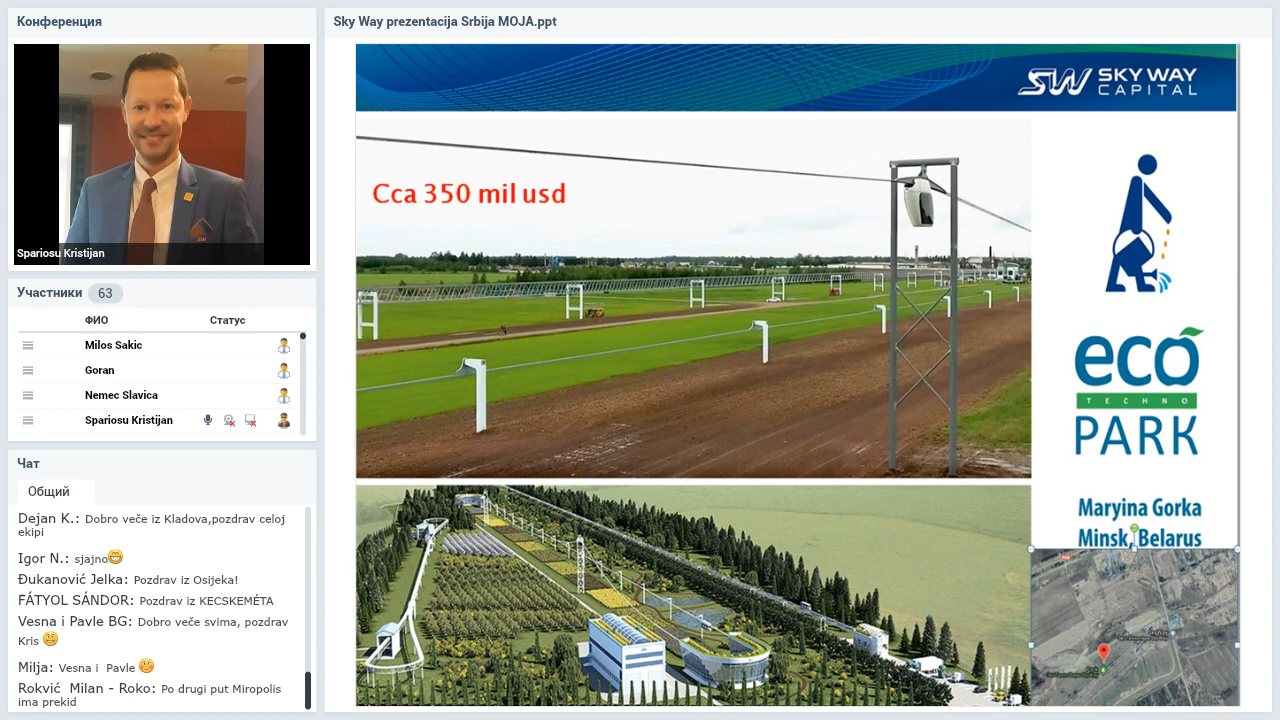 Конференция
Spariosu Kristijan
Участники 63
ФИО Статус
Milos Sakic
Goran
Nemec Slavica
Spariosu Kristijan
Чат
Общий
Dejan K.: Dobro veče iz Kladova,pozdrav celoj
ekipi
Igor N.: sjajno
Đukanović Jelka: Pozdrav iz Osijeka!
FÁTYOL SÁNDOR: Pozdrav iz KECSKEMÉTA
Vesna i Pavle BG: Dobro veče svima, pozdrav
Kris
Milja: Vesna i Pavle
Rokvić Milan - Roko: Po drugi put Miropolis
ima prekid
Sky Way prezentacija Srbija MOJA.ppt
SW SKY WAY
CAPITAL
Cca 350 mil usd
eco
TECHNO
PARK
Maryina Gorka
Minsk, Belarus